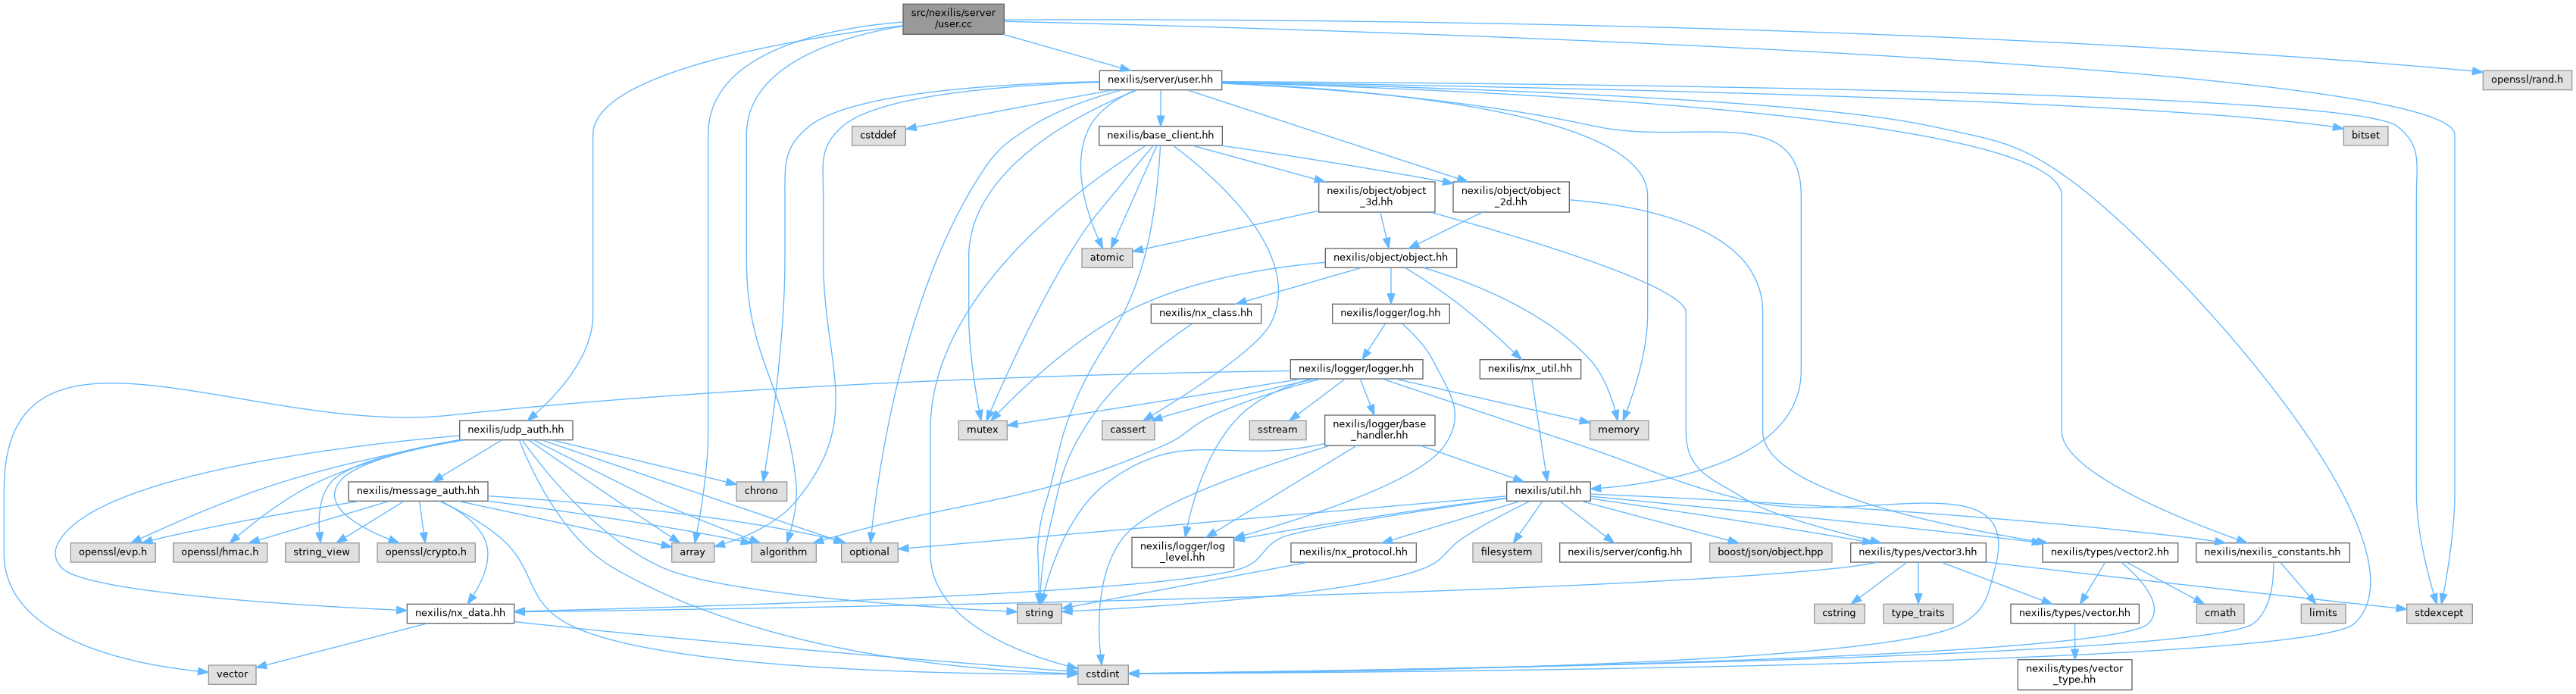 src/nexilis/server
/user.cc
nexilis/server/user.hh
openssl/rand.h
cstddef
nexilis/base_client.hh
bitset
nexilis/object/object
_3d.hh
nexilis/object/object
_2d.hh
atomic
nexilis/object/object.hh
nexilis/nx_class.hh
nexilis/logger/log.hh
nexilis/logger/logger.hh
nexilis/nx_util.hh
nexilis/udp_auth.hh
mutex
cassert
sstream
nexilis/logger/base
_handler.hh
memory
nexilis/message_auth.hh
chrono
nexilis/util.hh
openssl/evp.h
openssl/hmac.h
string_view
openssl/crypto.h
array
algorithm
optional
nexilis/logger/log
_level.hh
nexilis/nx_protocol.hh
filesystem
nexilis/server/config.hh
boost/json/object.hpp
nexilis/types/vector3.hh
nexilis/types/vector2.hh
nexilis/nexilis_constants.hh
nexilis/nx_data.hh
string
cstring
type_traits
nexilis/types/vector.hh
cmath
limits
stdexcept
vector
cstdint
nexilis/types/vector
_type.hh